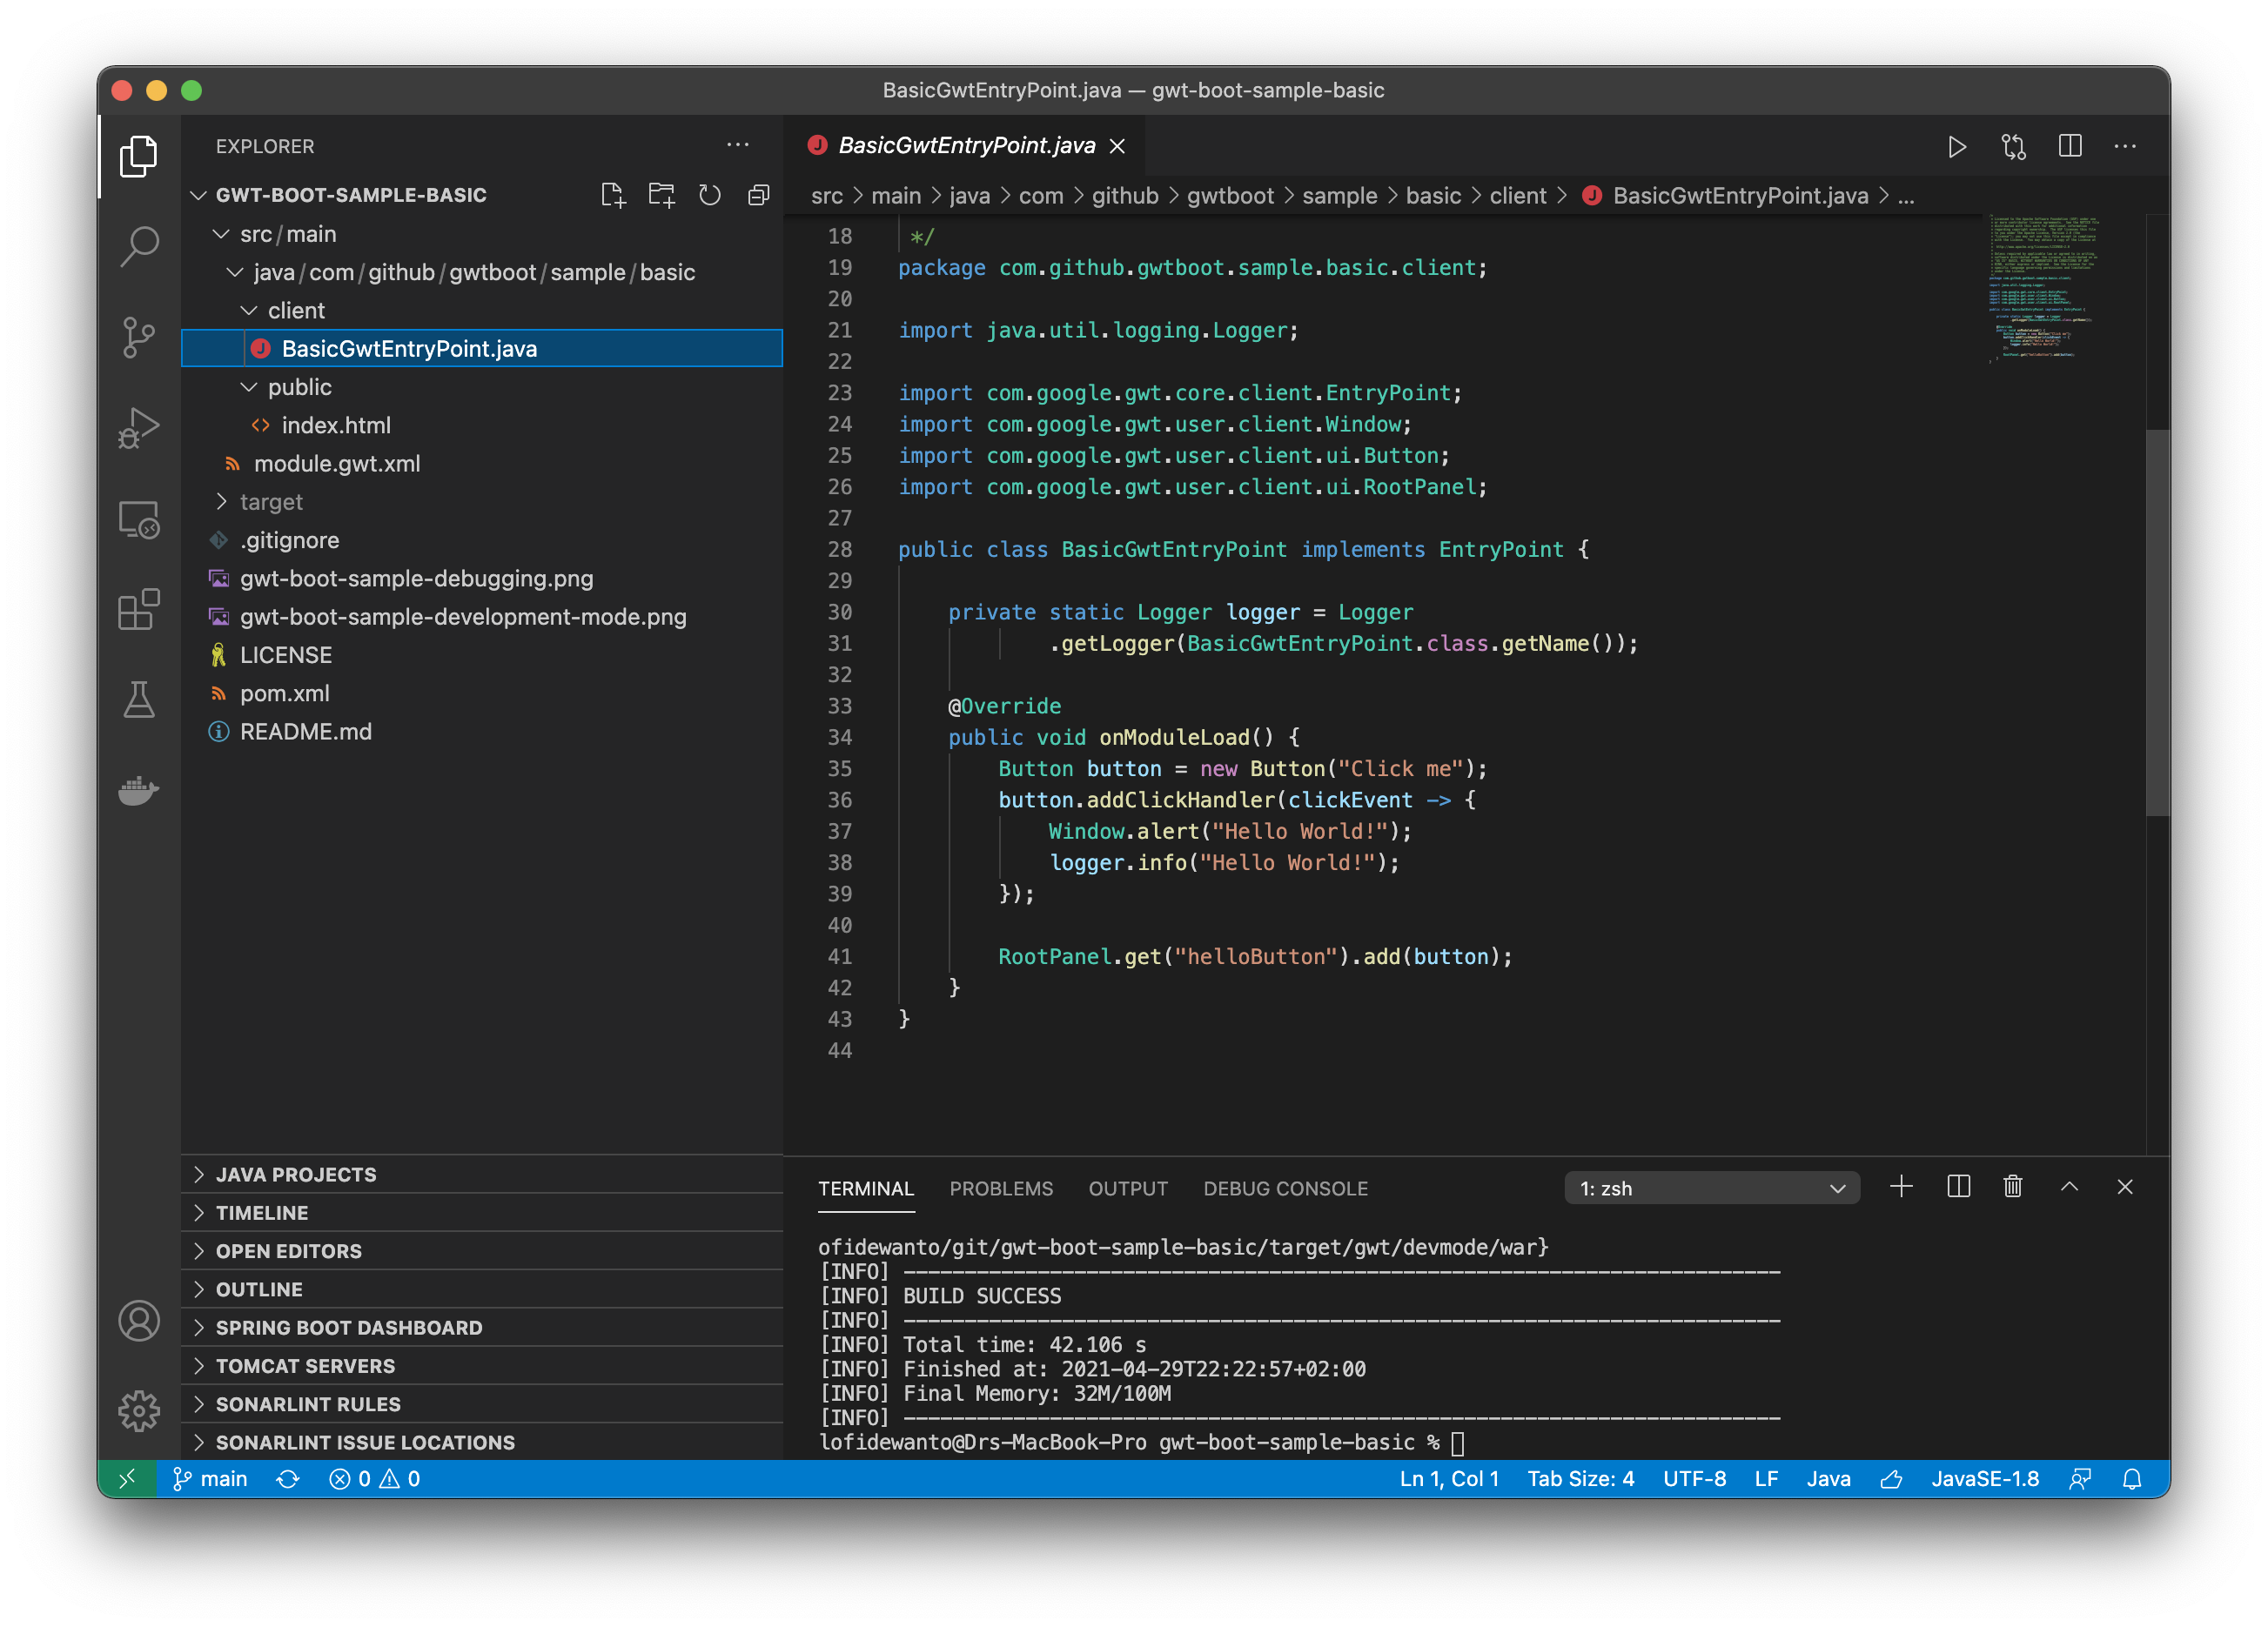 BasicGwtEntryPoint.java — gwt-boot-sample-basic
EXPLORER
GWT-BOOT-SAMPLE-BASIC
src/main
java/com/github/gwtboot/sample/basic
client
BasicGwtEntryPoint.java
public
index.html
module.gwt.xml
target
.gitignore
gwt-boot-sample-debugging.png
gwt-boot-sample-development-mode.png
LICENSE
pom.xml
README.md
JAVA PROJECTS
TIMELINE
OPEN EDITORS
OUTLINE
SPRING BOOT DASHBOARD
TOMCAT SERVERS
SONARLINT RULES
SONARLINT ISSUE LOCATIONS
J BasicGwtEntryPoint.java
src > main > java > com > github > gwtboot > sample > basic > client > J BasicGwtEntryPoint.java > ...
18 */
19 package com.github.gwtboot.sample.basic.client;
20
21 import java.util.logging.Logger;
22
23 import com.google.gwt.core.client.EntryPoint;
24 import com.google.gwt.user.client.Window;
25 import com.google.gwt.user.client.ui.Button;
26 import com.google.gwt.user.client.ui.RootPanel;
27
28 public class BasicGwtEntryPoint implements EntryPoint {
29
30     private static Logger logger = Logger
31             .getLogger(BasicGwtEntryPoint.class.getName());
32
33     @Override
34     public void onModuleLoad() {
35         Button button = new Button("Click me");
36         button.addClickHandler(clickEvent -> {
37             Window.alert("Hello World!");
38             logger.info("Hello World!");
39         });
40
41         RootPanel.get("helloButton").add(button);
42     }
43 }
44
TERMINAL PROBLEMS OUTPUT DEBUG CONSOLE 1: zsh
ofidewanto/git/gwt-boot-sample-basic/target/gwt/devmode/war}
[INFO] ------------------------------------------------------------------------
[INFO] BUILD SUCCESS
[INFO] ------------------------------------------------------------------------
[INFO] Total time: 42.106 s
[INFO] Finished at: 2021-04-29T22:22:57+02:00
[INFO] Final Memory: 32M/100M
[INFO] ------------------------------------------------------------------------
lofidewanto@Drs-MacBook-Pro gwt-boot-sample-basic %
main 0 0 Ln 1, Col 1 Tab Size: 4 UTF-8 LF Java JavaSE-1.8